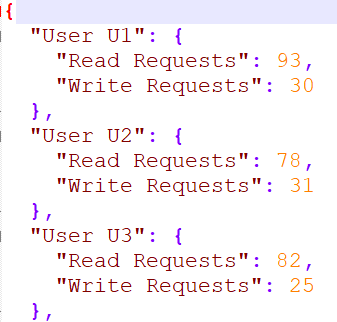 {
"User U1": {
"Read Requests": 93,
"Write Requests": 30
},
"User U2": {
"Read Requests": 78,
"Write Requests": 31
},
"User U3": {
"Read Requests": 82,
"Write Requests": 25
},